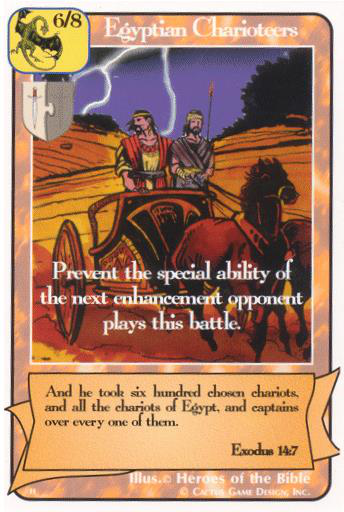 6/8
Egyptian Charioteers
Prevent the special ability of
the next enhancement opponent
plays this battle.
And he took six hundred chosen chariots,
and all the chariots of Egypt, and captains
over every one of them.
Exodus 14:7
Illus.© Heroes of the Bible
© Cactus Game Design, Inc.